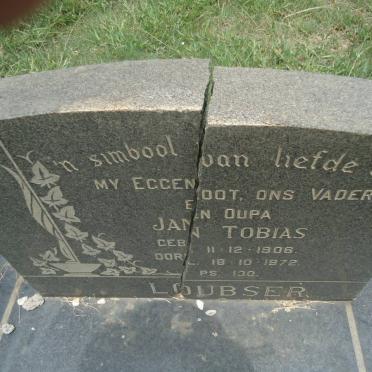 'n simbool van liefde
MY EGGENOOT, ONS VADER
EN OUPA
JAN TOBIAS
GEB. 11-12-1906
OORL. 18-10-1972
PS. 130.
LOUBSER